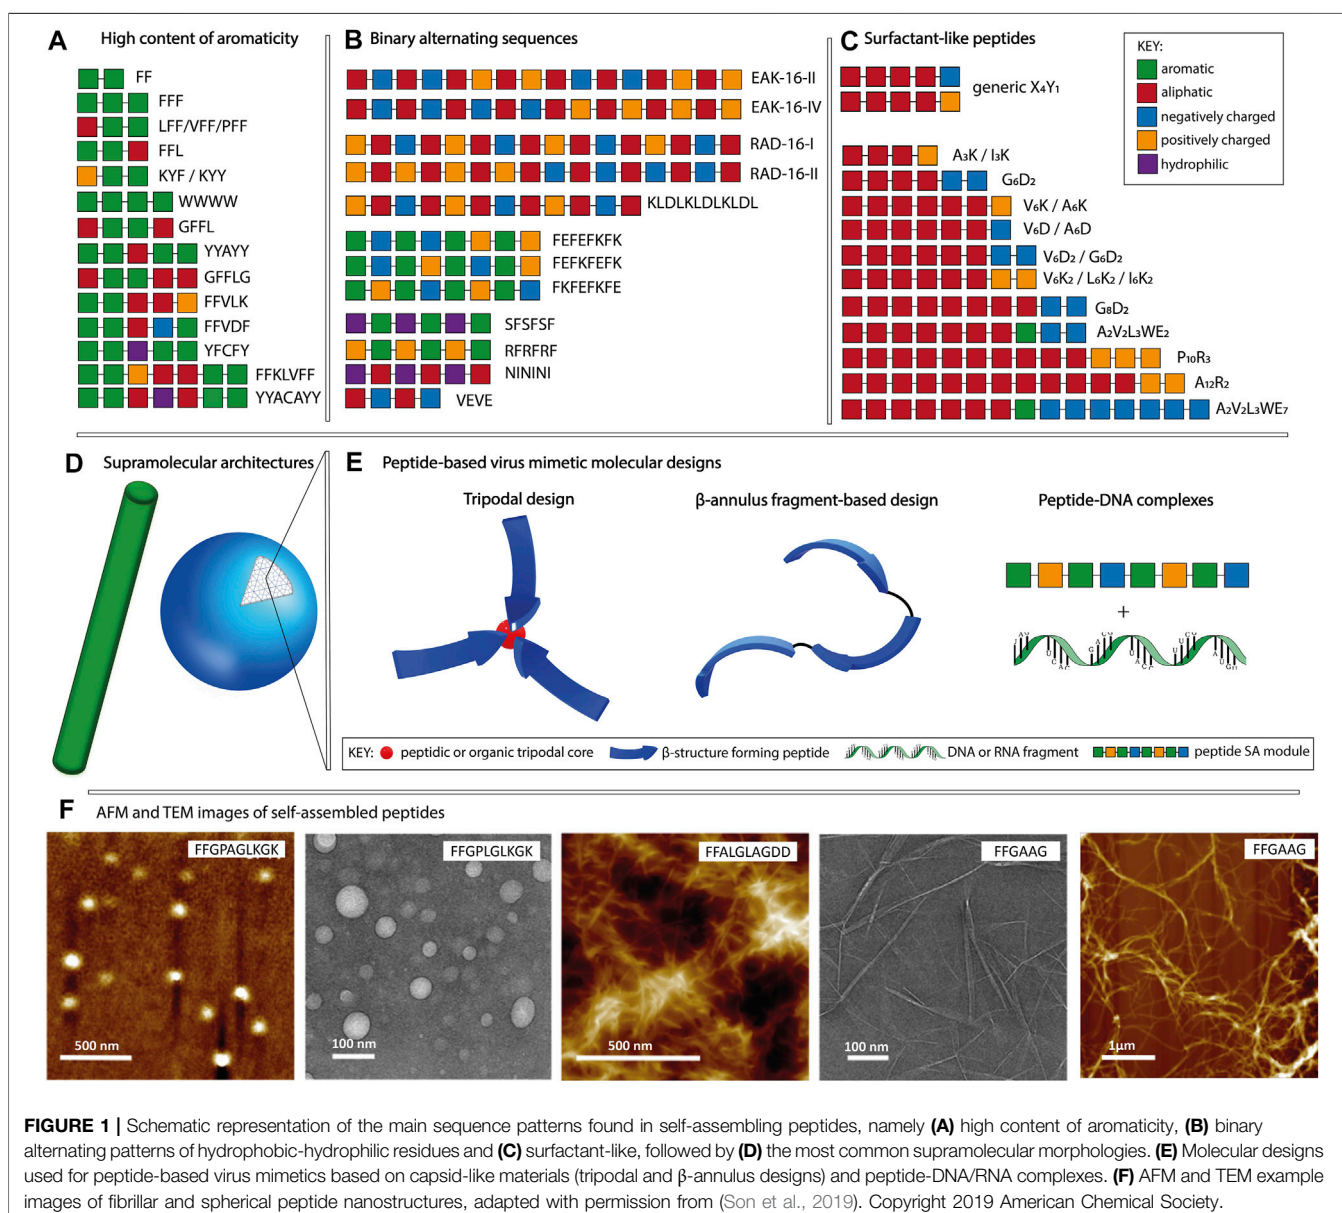 A High content of aromaticity
FF
FFF
LFF/VFF/PFF
FFL
KYF / KYY
WWWW
GFFL
YYAYY
GFFLG
FFVLK
FFVDF
YFCFY
FFKLVFF
YYACAYY
B Binary alternating sequences
EAK-16-II
EAK-16-IV
RAD-16-I
RAD-16-II
KLDLKLDLKLDL
FEFEFKFK
FEFKFEFK
FKFEFKFE
SFSFSF
RFRFRF
NININI
VEVE
C Surfactant-like peptides
generic X₄Y₁
A₃K / I₃K
G₆D₂
V₆K / A₆K
V₆D / A₆D
V₆D₂ / G₆D₂
V₆K₂ / L₆K₂ / I₆K₂
G₈D₂
A₂V₂L₃WE₂
P₁₀R₃
A₁₂R₂
A₂V₂L₃WE₇
KEY:
aromatic
aliphatic
negatively charged
positively charged
hydrophilic
D Supramolecular architectures
E Peptide-based virus mimetic molecular designs
Tripodal design
β-annulus fragment-based design
Peptide-DNA complexes
+
KEY: peptidic or organic tripodal core β-structure forming peptide DNA or RNA fragment peptide SA module
F AFM and TEM images of self-assembled peptides
FFGPAGLKGK
500 nm
FFGPLGLKGK
100 nm
FFALGLAGDD
500 nm
FFGAAG
100 nm
FFGAAG
1μm
FIGURE 1 | Schematic representation of the main sequence patterns found in self-assembling peptides, namely (A) high content of aromaticity, (B) binary
alternating patterns of hydrophobic-hydrophilic residues and (C) surfactant-like, followed by (D) the most common supramolecular morphologies. (E) Molecular designs
used for peptide-based virus mimetics based on capsid-like materials (tripodal and β-annulus designs) and peptide-DNA/RNA complexes. (F) AFM and TEM example
images of fibrillar and spherical peptide nanostructures, adapted with permission from (Son et al., 2019). Copyright 2019 American Chemical Society.